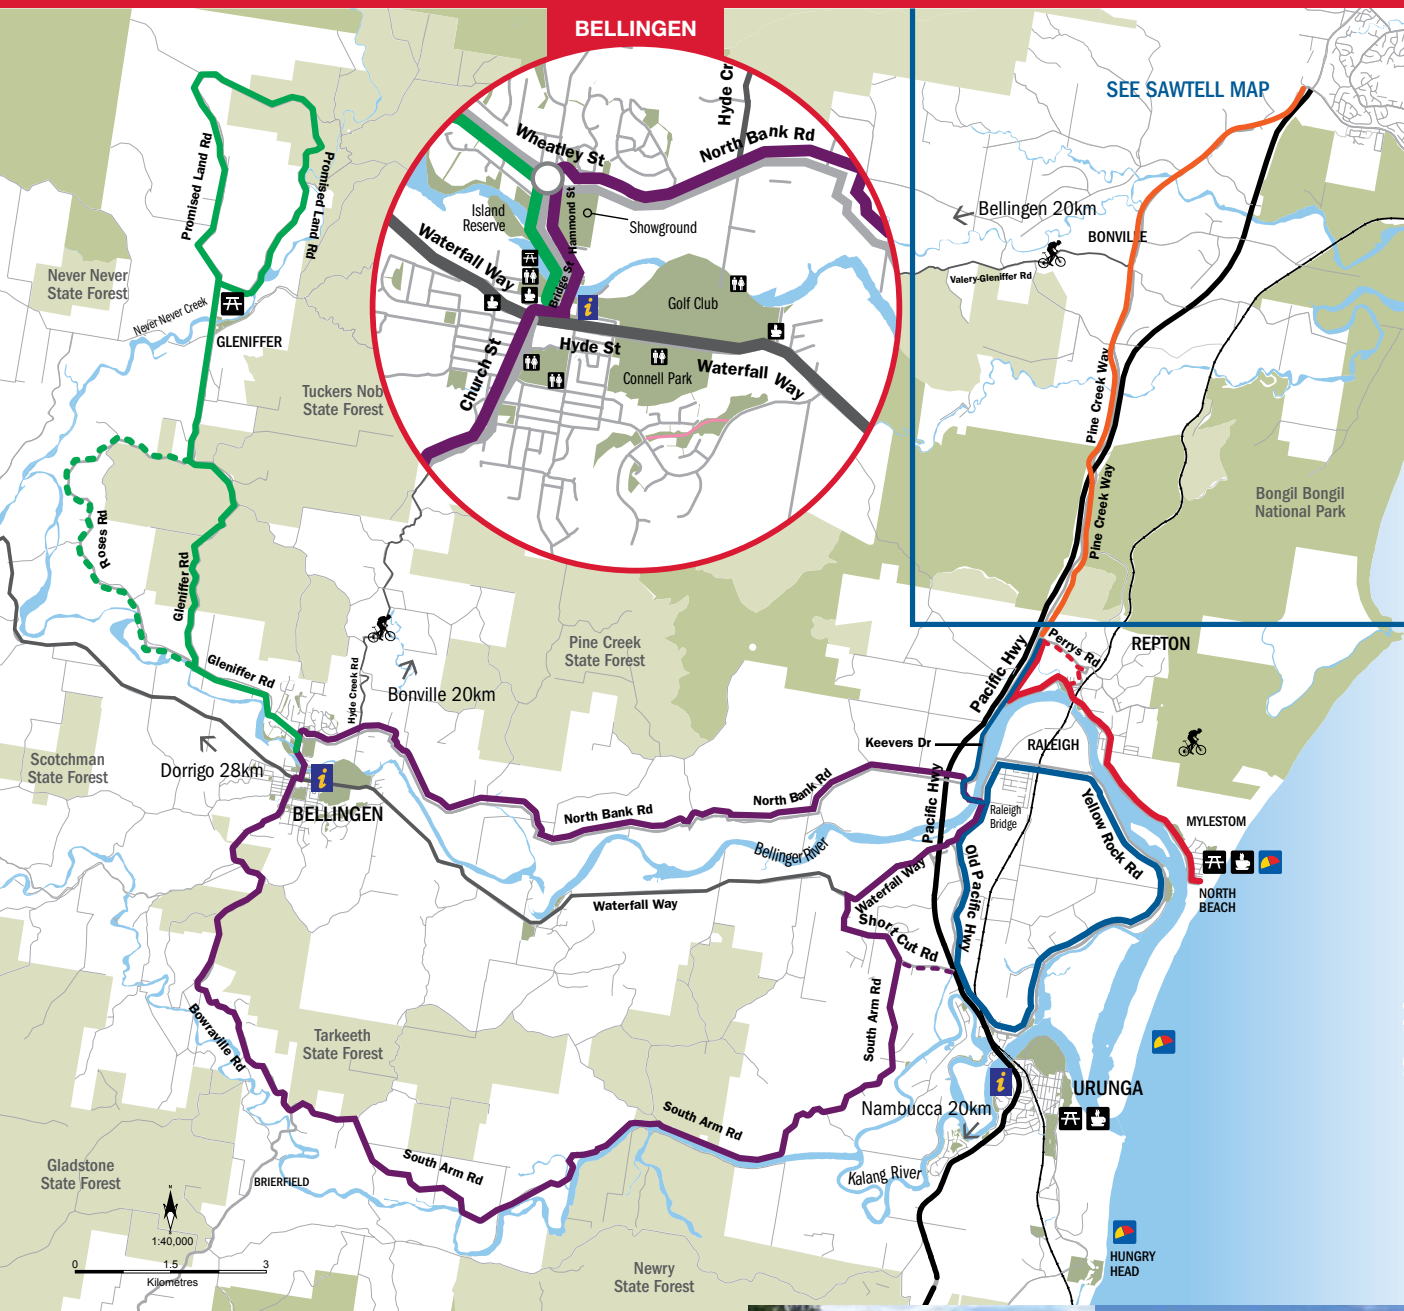 BELLINGEN
SEE SAWTELL MAP
Bellingen 20km
BONVILLE
Valery-Gleniffer Rd
Pine Creek Way
Pine Creek Way
Bongil Bongil
National Park
Wheatley St
Hyde Cr
North Bank Rd
Island
Reserve
Hammond St
Showground
Waterfall Way
Bridge St
i
Golf Club
Hyde St
Church St
Connell Park
Waterfall Way
Promised Land Rd
Promised Land Rd
Never Never
State Forest
Never Never Creek
GLENIFFER
Tuckers Nob
State Forest
Roses Rd
Gleniffer Rd
Gleniffer Rd
Hyde Creek Rd
Bonville 20km
Pine Creek
State Forest
Scotchman
State Forest
Dorrigo 28km
i
BELLINGEN
North Bank Rd
North Bank Rd
Bellinger River
Waterfall Way
Waterfall Way
Short Cut Rd
South Arm Rd
Pacific Hwy
Perrys Rd
REPTON
Keevers Dr
RALEIGH
Pacific Hwy
Raleigh
Bridge
Old Pacific Hwy
Yellow Rock Rd
MYLESTOM
NORTH
BEACH
Bowraville Rd
Tarkeeth
State Forest
South Arm Rd
South Arm Rd
i
URUNGA
Nambucca 20km
Kalang River
Gladstone
State Forest
BRIERFIELD
N
1:40,000
0 1.5 3
Kilometres
Newry
State Forest
HUNGRY
HEAD